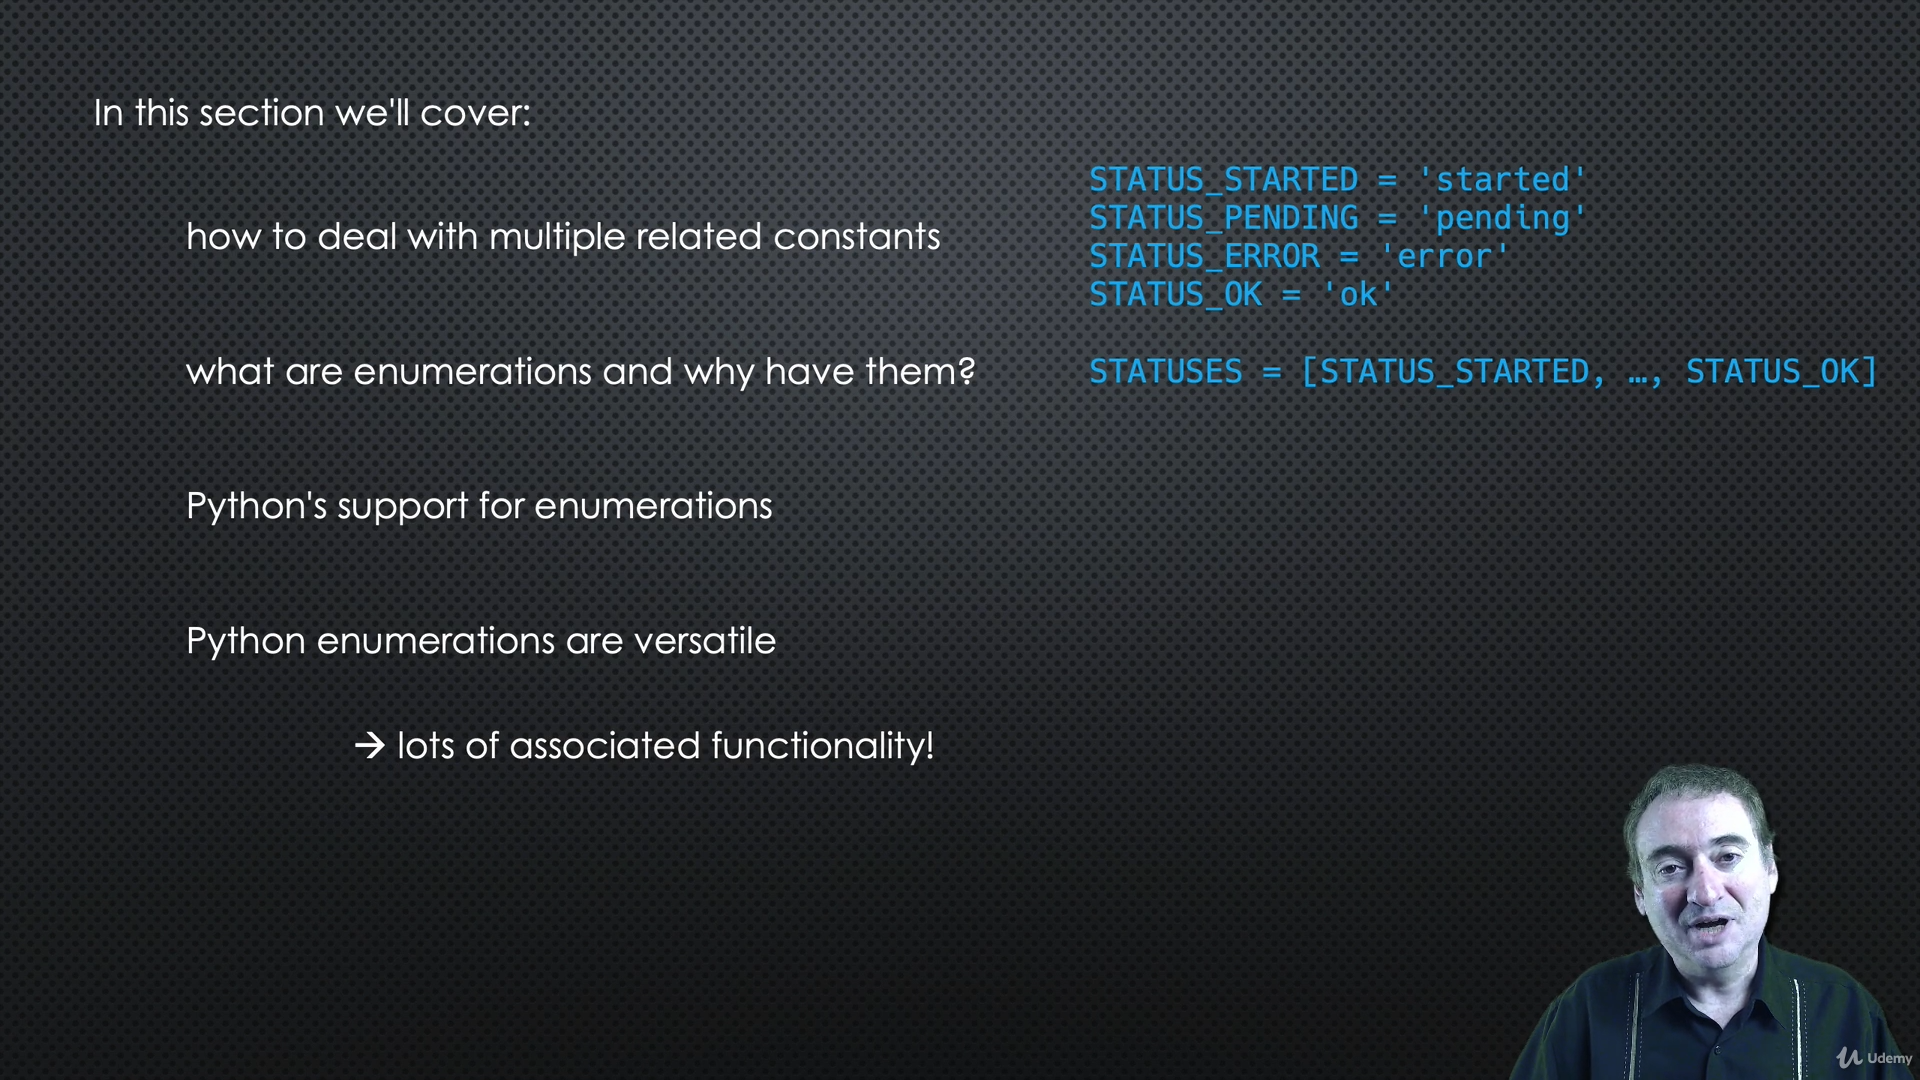 In this section we'll cover:
how to deal with multiple related constants
STATUS_STARTED = 'started'
STATUS_PENDING = 'pending'
STATUS_ERROR = 'error'
STATUS_OK = 'ok'
what are enumerations and why have them?
STATUSES = [STATUS_STARTED, …, STATUS_OK]
Python's support for enumerations
Python enumerations are versatile
→ lots of associated functionality!
Udemy